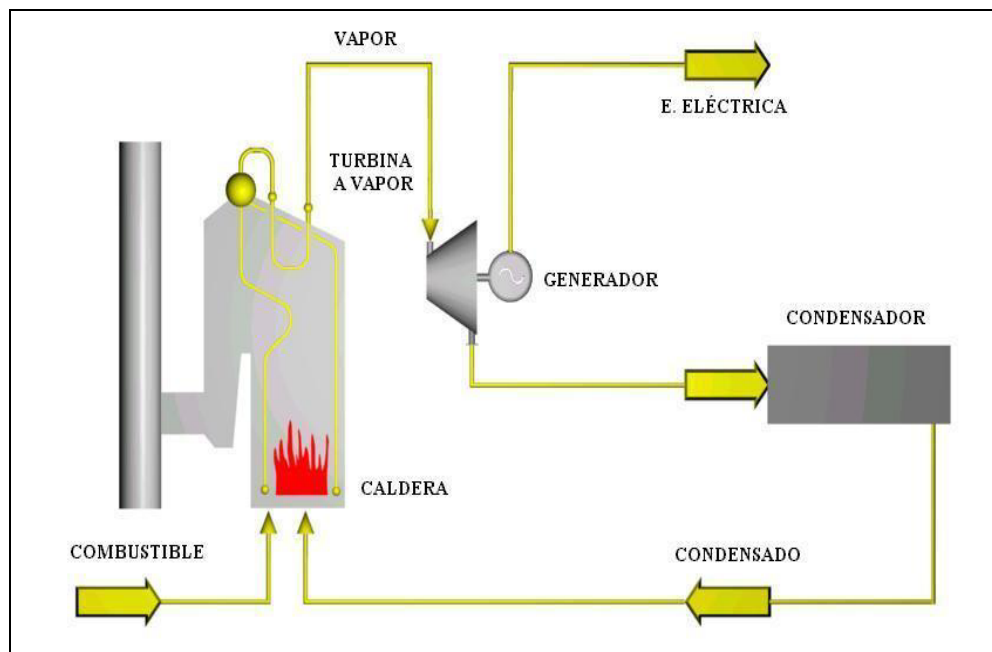 VAPOR
E. ELÉCTRICA
TURBINA
A VAPOR
GENERADOR
CONDENSADOR
CALDERA
COMBUSTIBLE
CONDENSADO